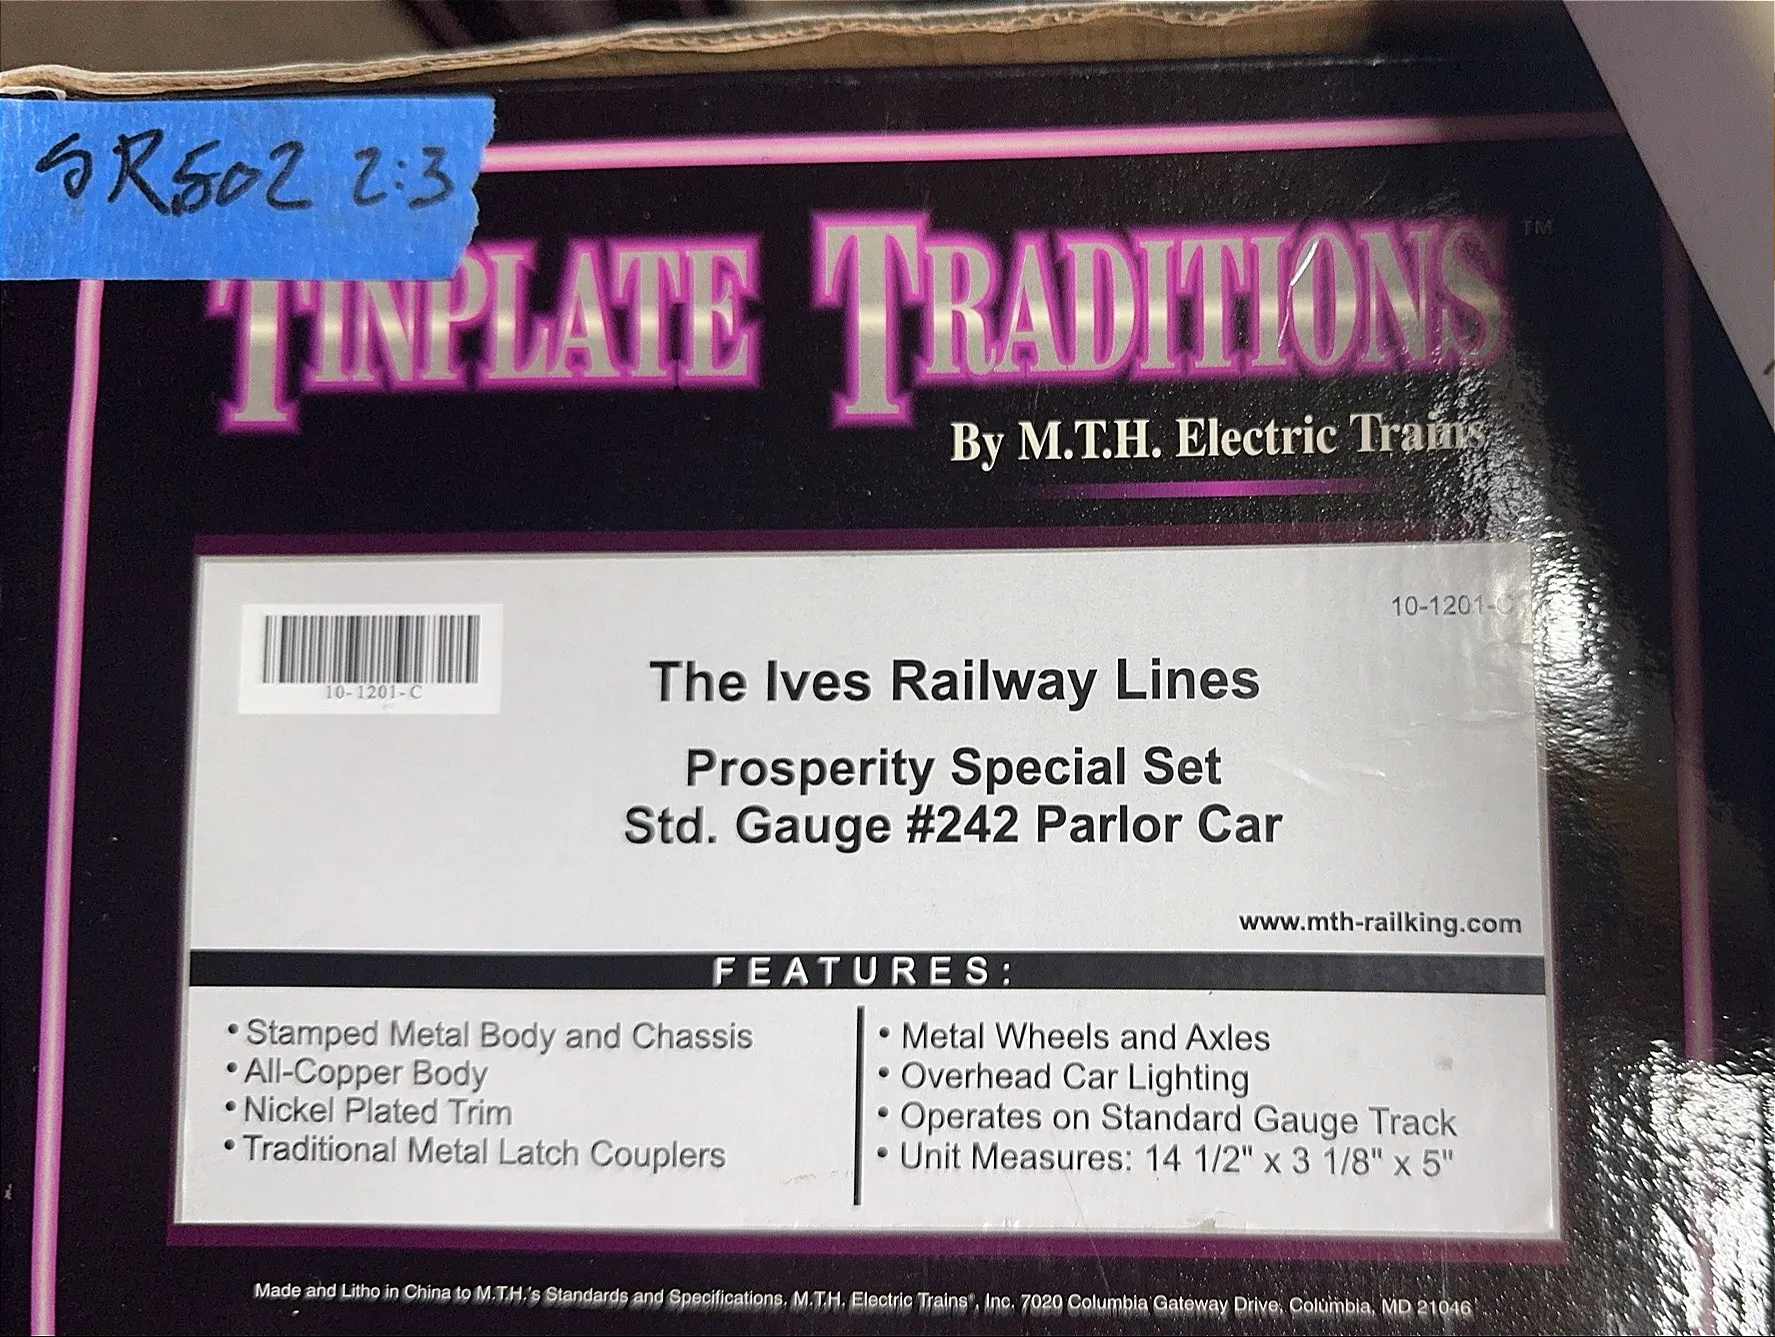 SR502 2:3
TINPLATE TRADITIONS™
By M.T.H. Electric Trains
10-1201-C
10-1201-C
The Ives Railway Lines
Prosperity Special Set
Std. Gauge #242 Parlor Car
www.mth-railking.com
FEATURES:
• Stamped Metal Body and Chassis
• All-Copper Body
• Nickel Plated Trim
• Traditional Metal Latch Couplers
• Metal Wheels and Axles
• Overhead Car Lighting
• Operates on Standard Gauge Track
• Unit Measures: 14 1/2" x 3 1/8" x 5"
Made and Litho in China to M.T.H.'s Standards and Specifications. M.T.H. Electric Trains®, Inc. 7020 Columbia Gateway Drive, Columbia, MD 21046